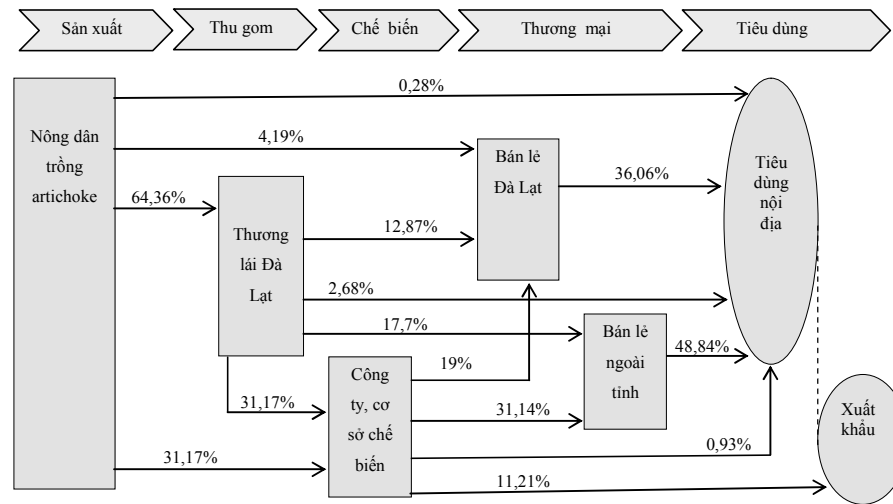 Sản xuất
Thu gom
Chế biến
Thương mại
Tiêu dùng
0,28%
Nông dân
trồng
artichoke
4,19%
Bán lẻ
Đà Lạt
36,06%
Tiêu
dùng
nội
địa
64,36%
Thương
lái Đà
Lạt
12,87%
2,68%
17,7%
Bán lẻ
ngoài
tỉnh
48,84%
31,17%
Công
ty, cơ
sở chế
biến
19%
31,14%
Xuất
khẩu
31,17%
0,93%
11,21%